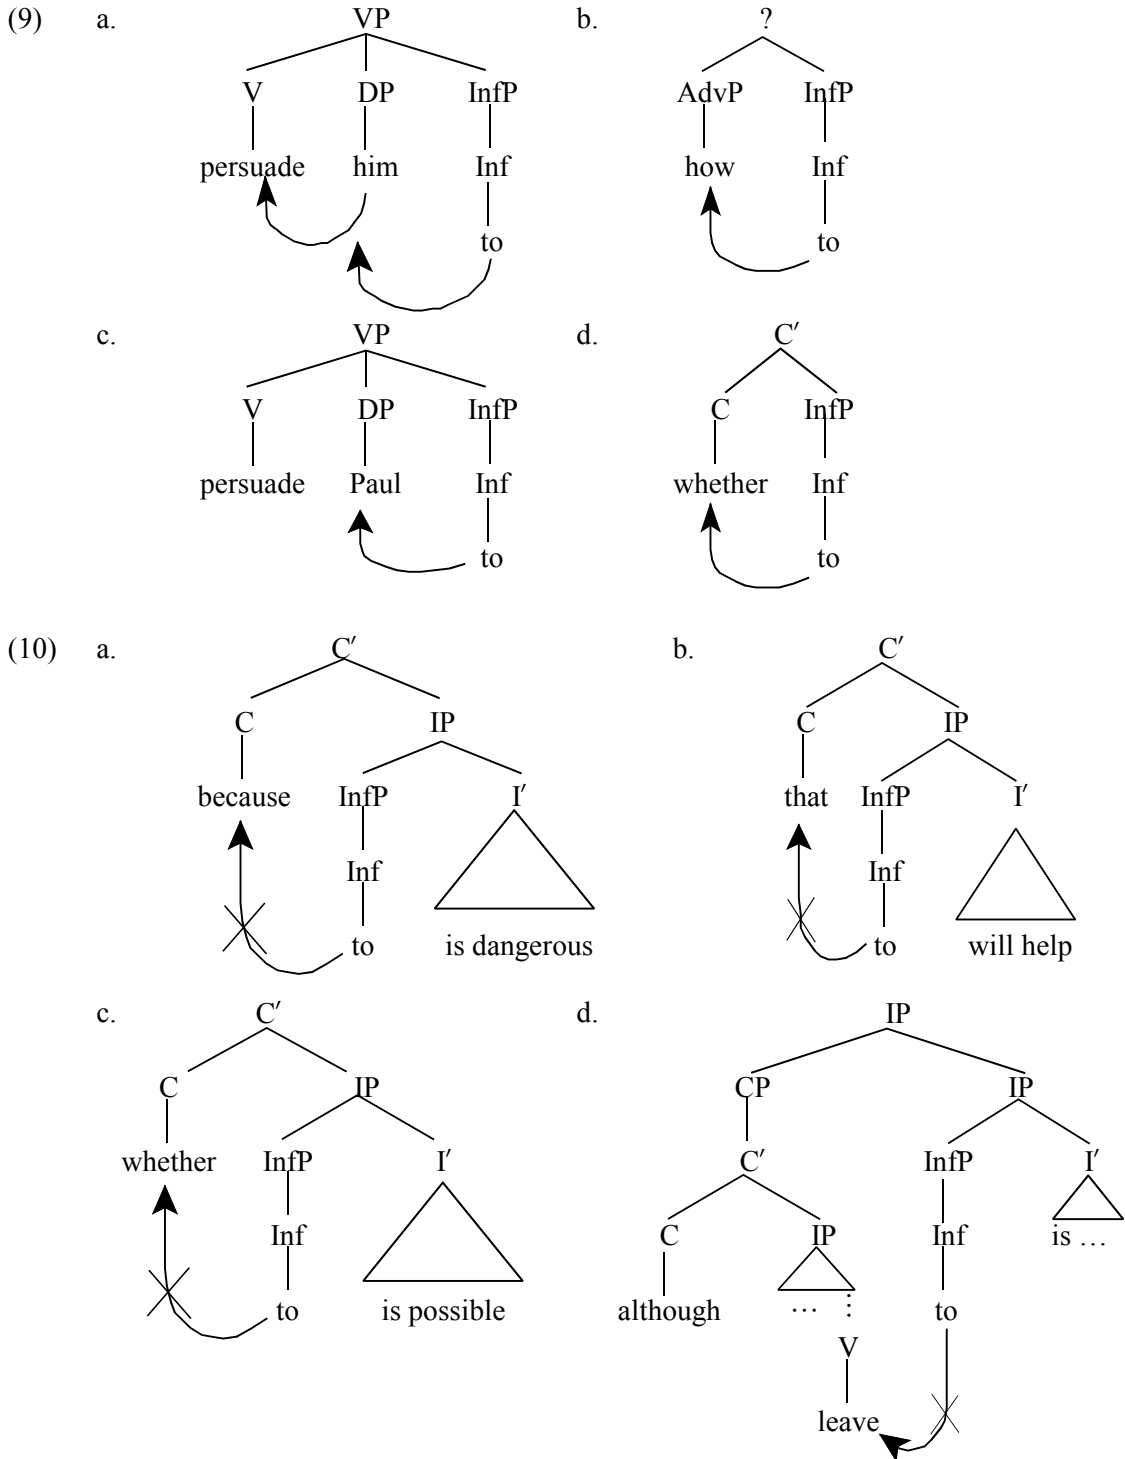 (9) a. VP b. ?
V DP InfP AdvP InfP
persuade him Inf how Inf
to to
c. VP d. C′
V DP InfP C InfP
persuade Paul Inf whether Inf
to to
(10) a. C′ b. C′
C IP C IP
because InfP I′ that InfP I′
Inf Inf
to is dangerous to will help
c. C′ d. IP
C IP CP IP
whether InfP I′ C′ InfP I′
Inf C IP Inf is …
to is possible although … to
V
leave